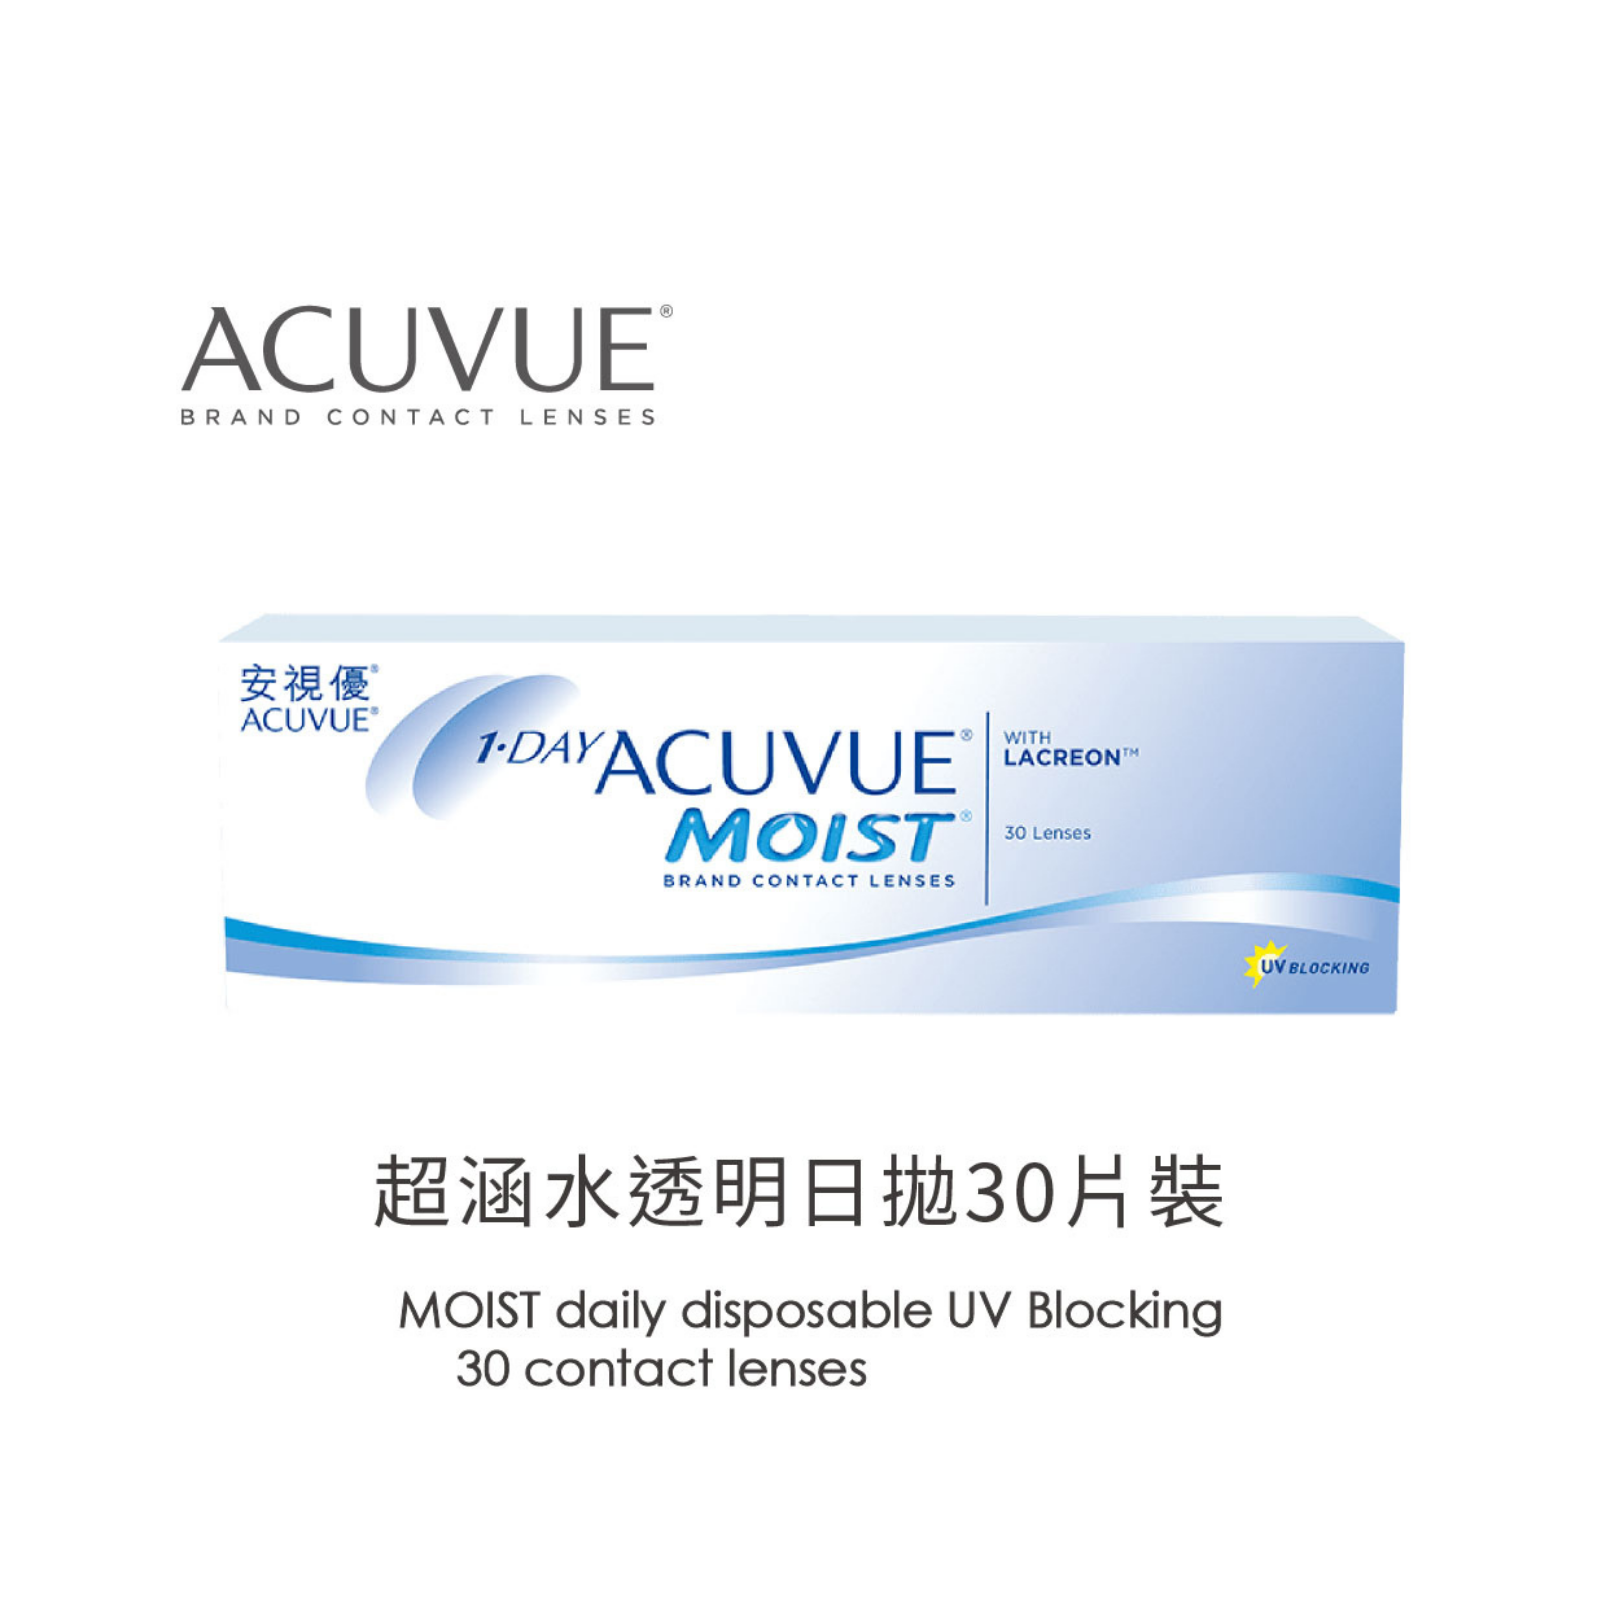 ACUVUE®
BRAND CONTACT LENSES
安視優®
ACUVUE®
1·DAY ACUVUE®
MOIST®
BRAND CONTACT LENSES
WITH
LACREON™
30 Lenses
UV BLOCKING
超涵水透明日拋30片裝
MOIST daily disposable UV Blocking
30 contact lenses